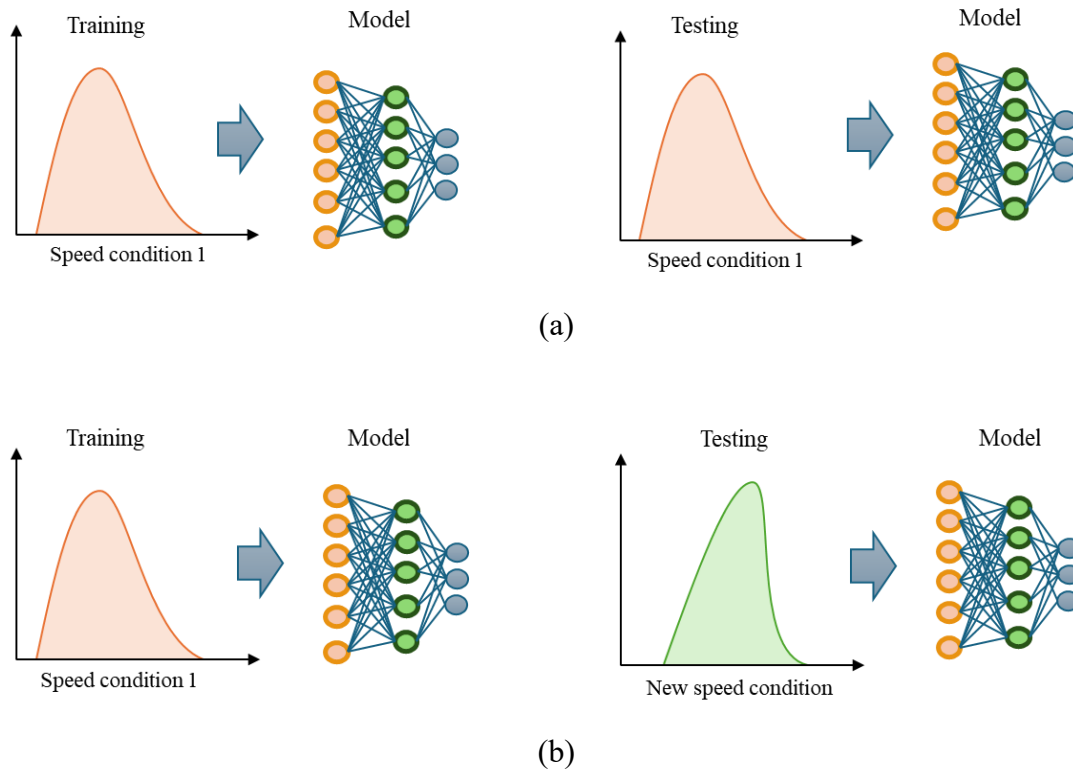 Training
Model
Testing
Model
Speed condition 1
Speed condition 1
(a)
Training
Model
Testing
Model
Speed condition 1
New speed condition
(b)